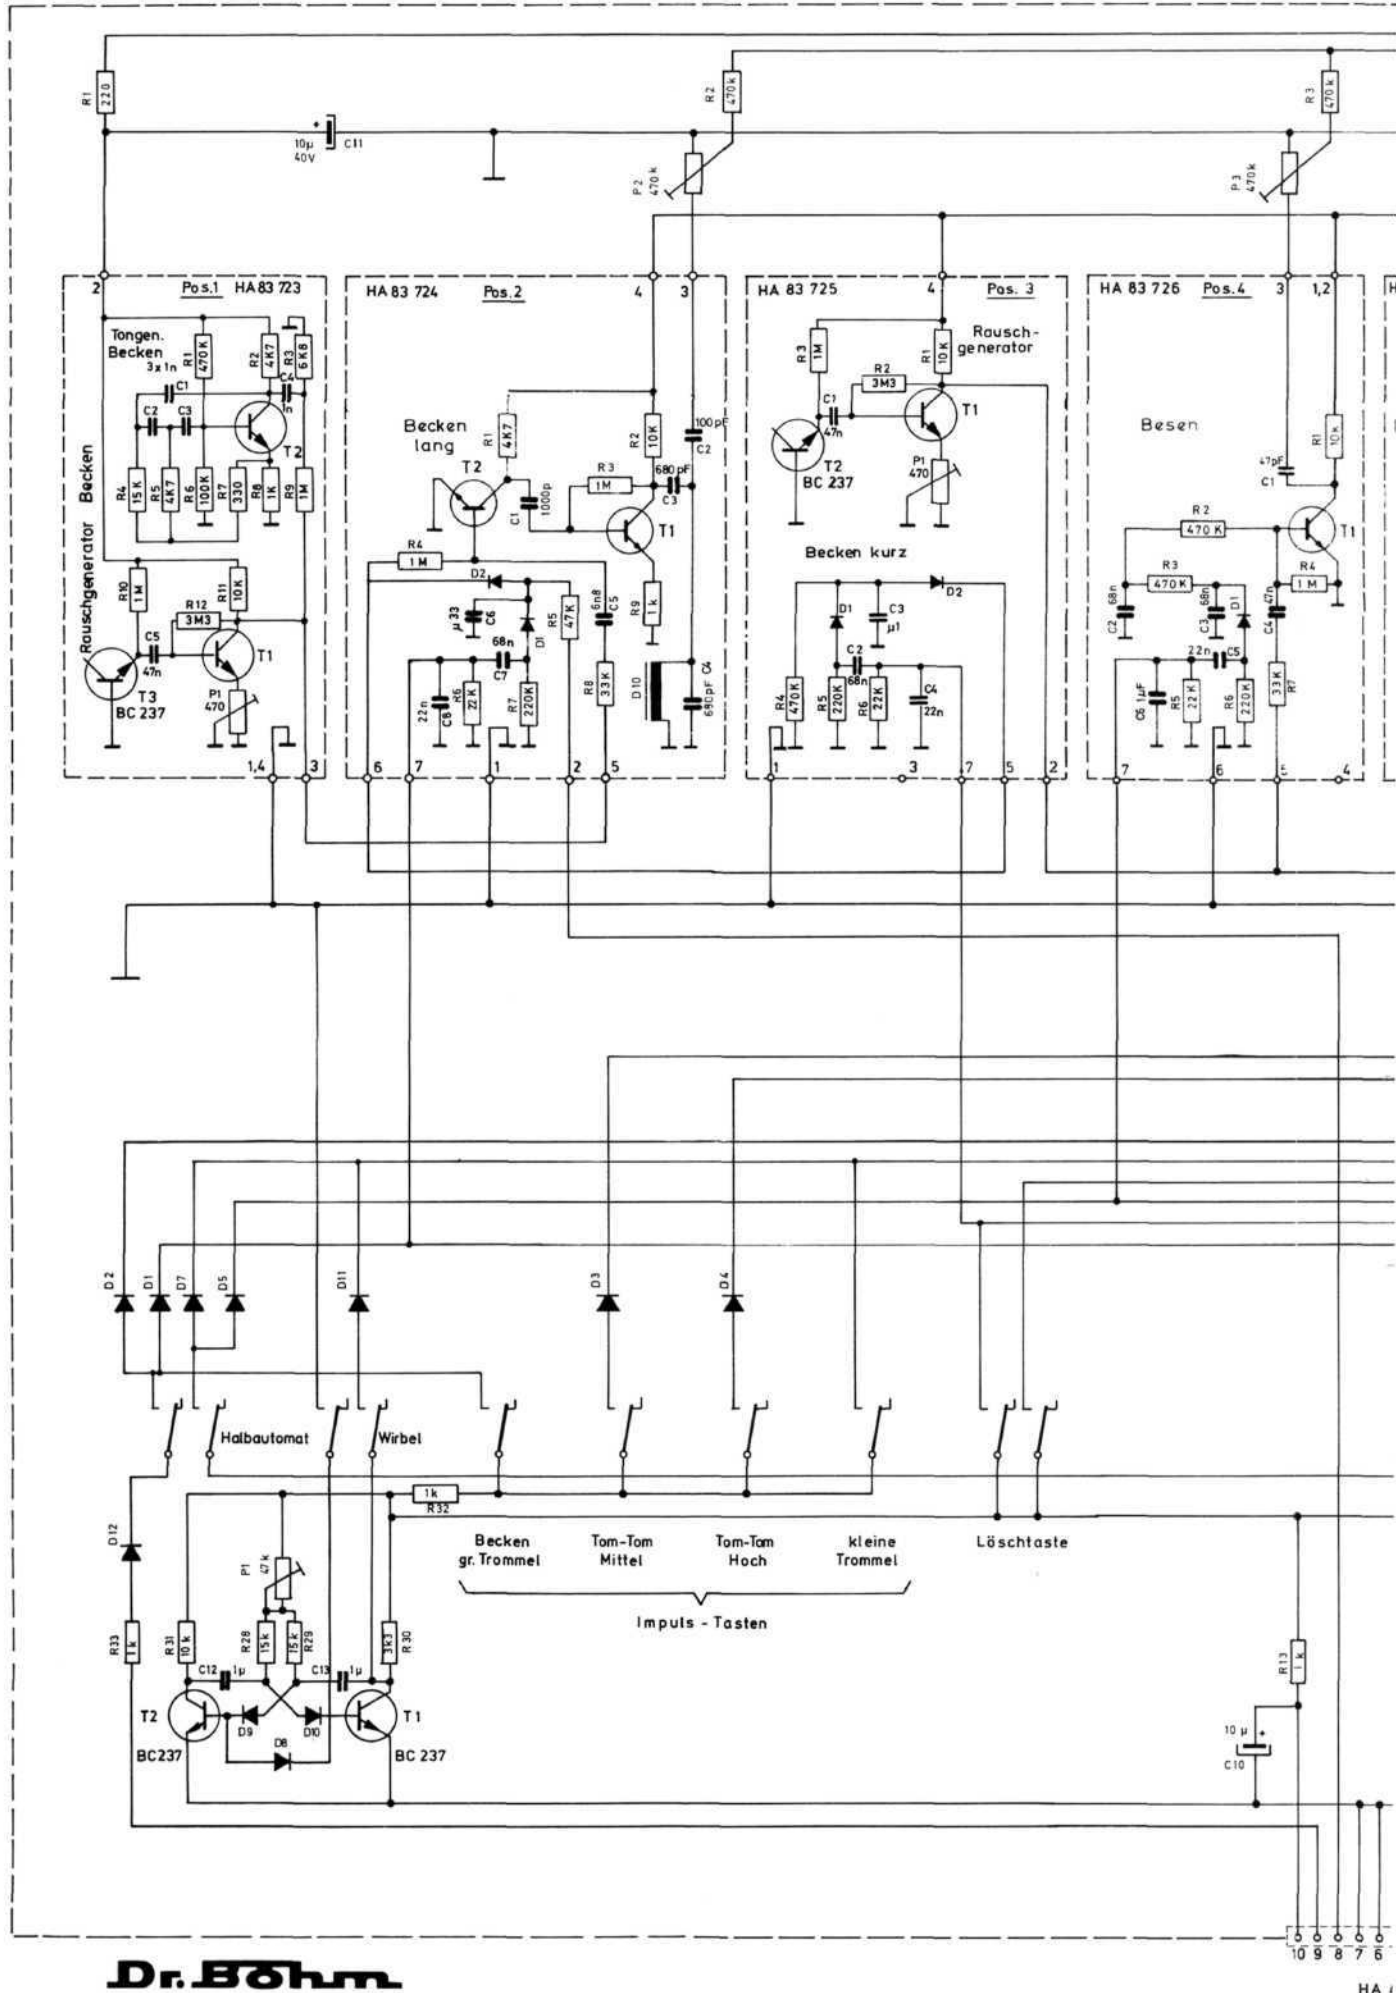 R1
220
10µ
40V
+
C11
R2
470k
P2
470k
R3
470k
P3
470k
2
Pos.1
HA 83 723
Tongen.
Becken
3x1n
C1
R1
470K
R2
4K7
R3
6K8
C4
1n
C2
C3
T2
R4
15K
R5
4K7
R6
100K
R7
330
R8
1K
R9
1M
Rauschgenerator Becken
R10
1M
R11
10K
R12
3M3
C5
47n
T1
T3
BC 237
P1
470
1,4
3
HA 83 724
Pos.2
4
3
Becken
lang
R1
4K7
R2
10K
100pF
C2
T2
C1
1000p
R3
1M
680 pF
C3
T1
R4
1M
D2
µ33
C6
D1
R5
47K
6n8
C5
R9
1k
68n
C7
22n
C8
R6
22K
R7
220K
R8
33K
D10
680pF
C4
6
7
1
2
5
HA 83 725
4
Pos. 3
Rausch-
generator
R3
1M
R1
10K
R2
3M3
C1
47n
T1
T2
BC 237
P1
470
Becken kurz
D1
C3
µ1
D2
C2
68n
R4
470K
R5
220K
R6
22K
C4
22n
1
3
7
5
2
HA 83 726
Pos.4
3
1,2
Besen
R1
10k
47pF
C1
R2
470 K
T1
R3
470K
R4
1 M
68n
C2
68n
C3
D1
47n
C4
22n
C5
C6 1µF
R5
22K
R6
220K
33K
R7
7
6
5
4
D2
D1
D7
D5
D11
D3
D4
Halbautomat
Wirbel
1k
R32
Becken
gr. Trommel
Tom-Tom
Mittel
Tom-Tom
Hoch
kleine
Trommel
Löschtaste
Impuls - Tasten
D12
P1
47k
R33
1k
R31
10k
R28
15k
15k
R29
3k3
R30
C12
1µ
C13
1µ
T2
BC237
D9
D10
D8
T1
BC 237
R13
1k
10 µ
+
C10
10
9
8
7
6
Dr.Böhm
HA